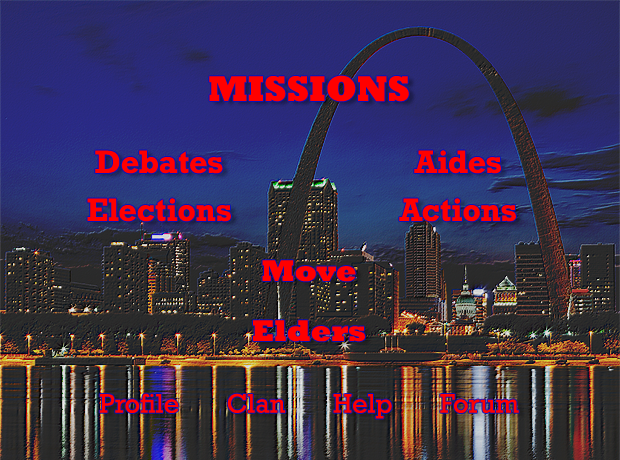 MISSIONS
Debates Aides
Elections Actions
Move
Elders
Profile Clan Help Forum